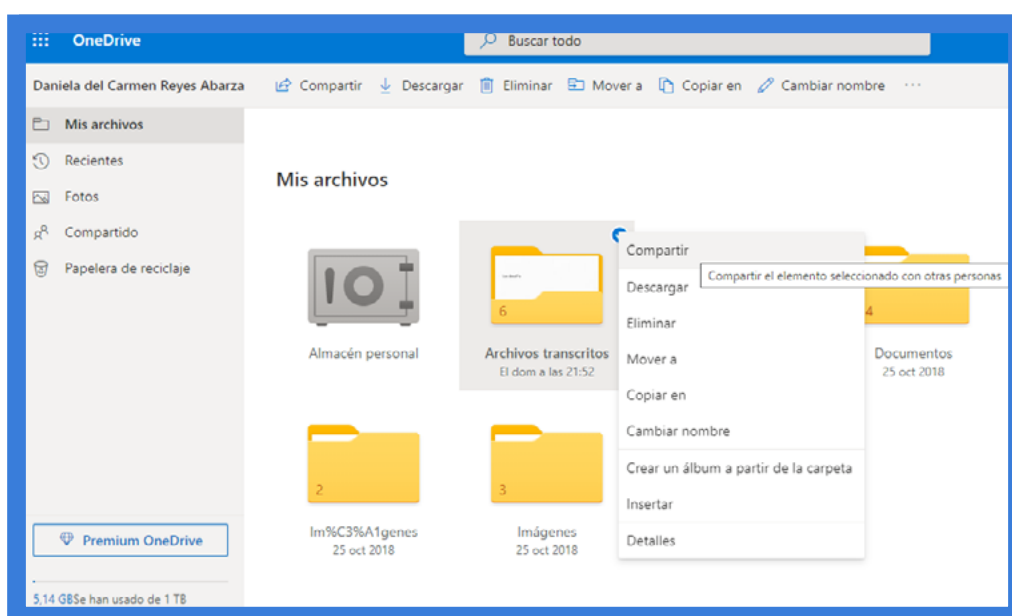 OneDrive
Buscar todo
Daniela del Carmen Reyes Abarza
Compartir
Descargar
Eliminar
Mover a
Copiar en
Cambiar nombre
Mis archivos
Recientes
Fotos
Compartido
Papelera de reciclaje
Premium OneDrive
5,14 GBSe han usado de 1 TB
Mis archivos
Almacén personal
6
Archivos transcritos
El dom a las 21:52
4
Documentos
25 oct 2018
2
Im%C3%A1genes
25 oct 2018
3
Imágenes
25 oct 2018
Compartir
Compartir el elemento seleccionado con otras personas
Descargar
Eliminar
Mover a
Copiar en
Cambiar nombre
Crear un álbum a partir de la carpeta
Insertar
Detalles